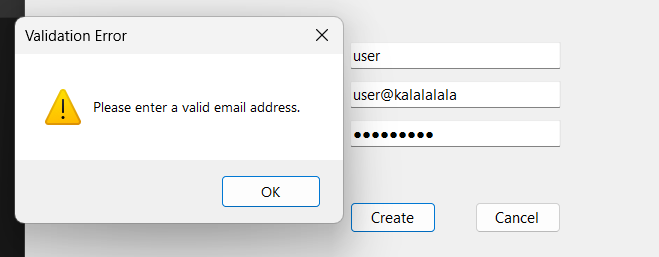 Validation Error
Please enter a valid email address.
OK
user
user@kalalalala
●●●●●●●●●
Create
Cancel